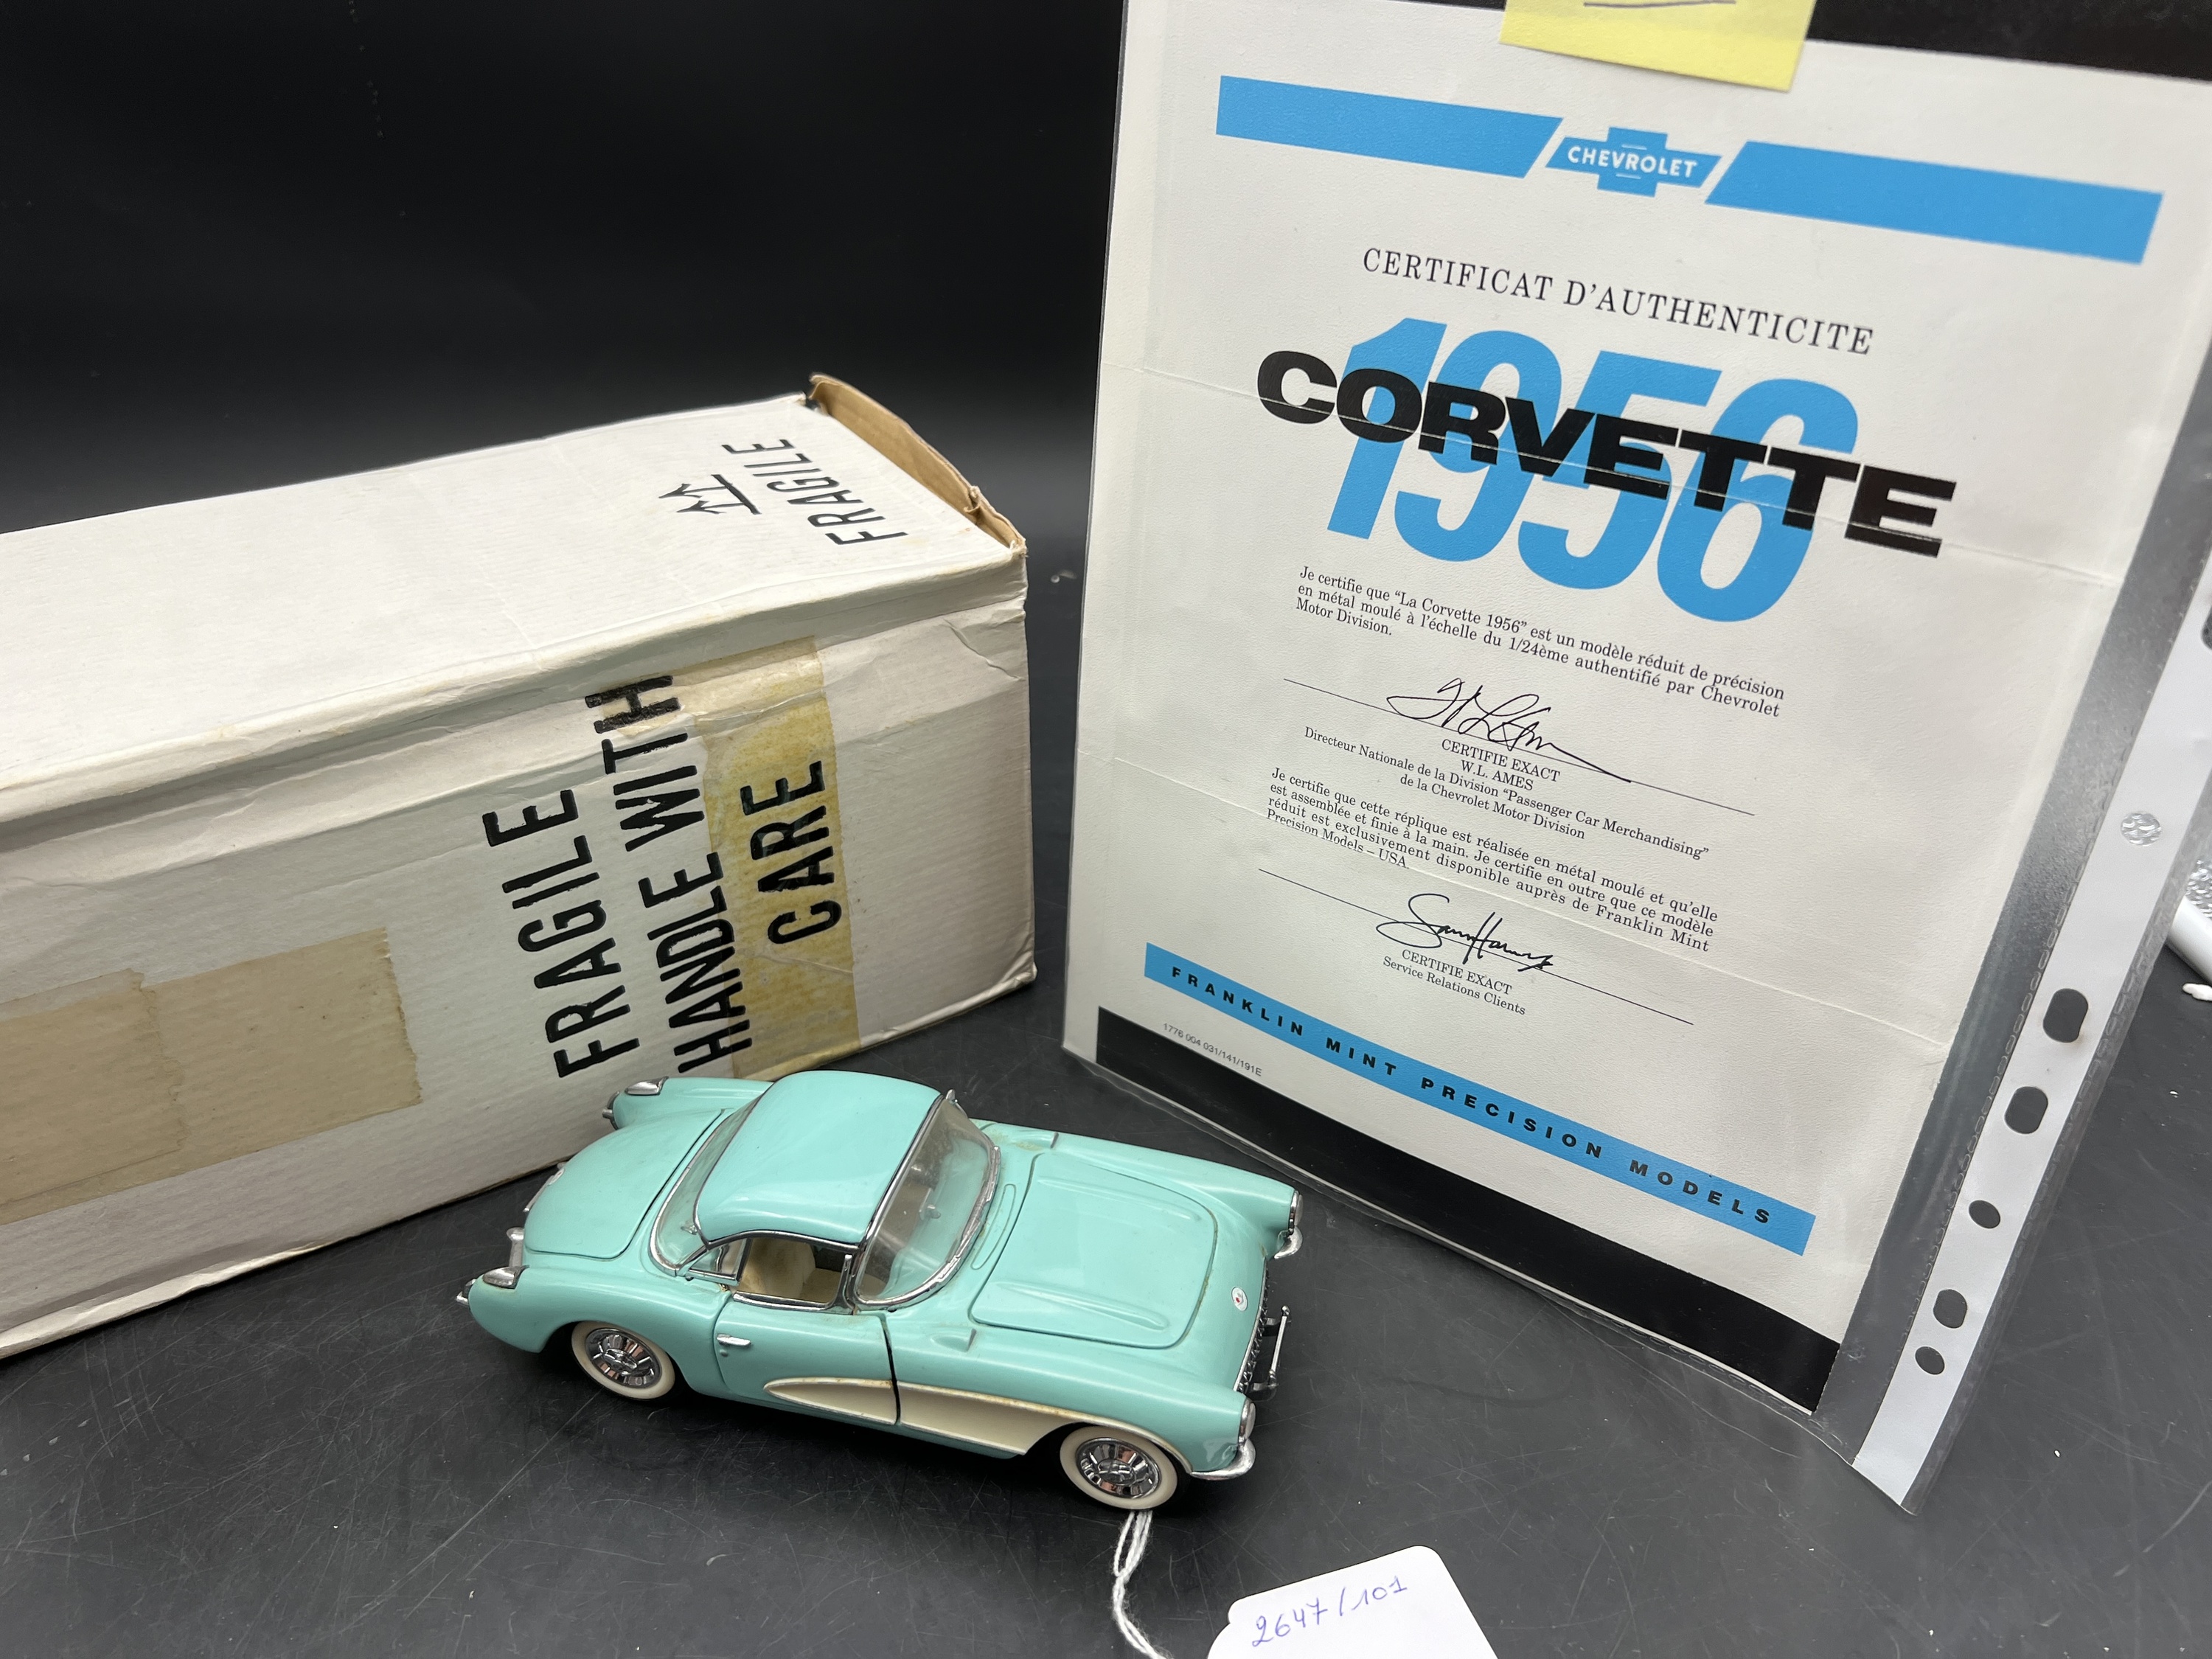 FRAGILE
FRAGILE
HANDLE WITH
CARE
CHEVROLET
CERTIFICAT D'AUTHENTICITE
1956
CORVETTE
Je certifie que “La Corvette 1956” est un modèle réduit de précision
en métal moulé à l'échelle du 1/24ème authentifié par Chevrolet
Motor Division.
CERTIFIE EXACT
W.L. AMES
Directeur Nationale de la Division “Passenger Car Merchandising”
de la Chevrolet Motor Division
Je certifie que cette réplique est réalisée en métal moulé et qu'elle
est assemblée et finie à la main. Je certifie en outre que ce modèle
réduit est exclusivement disponible auprès de Franklin Mint
Precision Models – USA
CERTIFIE EXACT
Service Relations Clients
FRANKLIN MINT PRECISION MODELS
1776 004 031/141/191E
2647/101